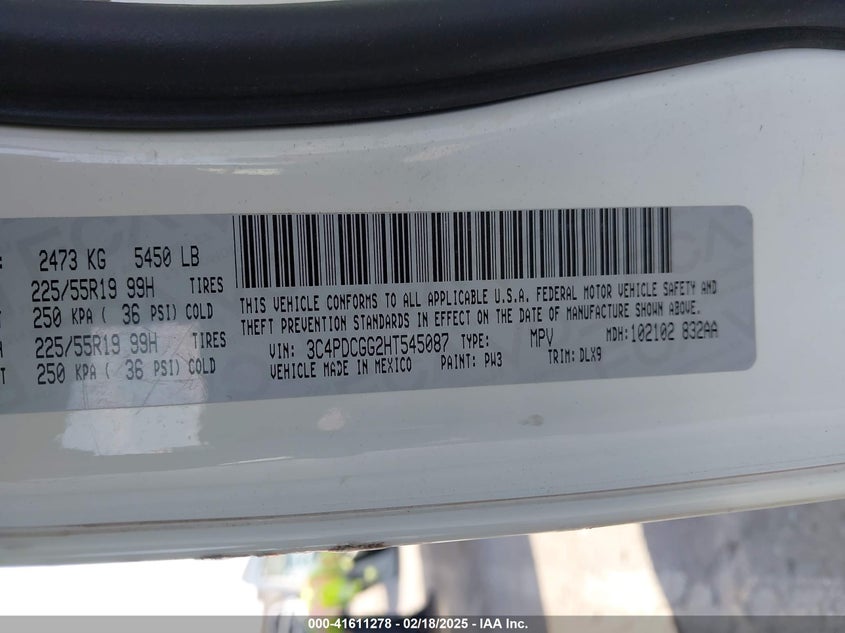 : 2473 KG 5450 LB
225/55R19 99H TIRES
T 250 KPA ( 36 PSI) COLD
225/55R19 99H TIRES
T 250 KPA ( 36 PSI) COLD
THIS VEHICLE CONFORMS TO ALL APPLICABLE U.S.A. FEDERAL MOTOR VEHICLE SAFETY AND
THEFT PREVENTION STANDARDS IN EFFECT ON THE DATE OF MANUFACTURE SHOWN ABOVE.
VIN: 3C4PDCGG2HT545087 TYPE: MPV MDH:102102 832AA
VEHICLE MADE IN MEXICO PAINT: PW3 TRIM:DLX9
000-41611278 - 02/18/2025 - IAA Inc.